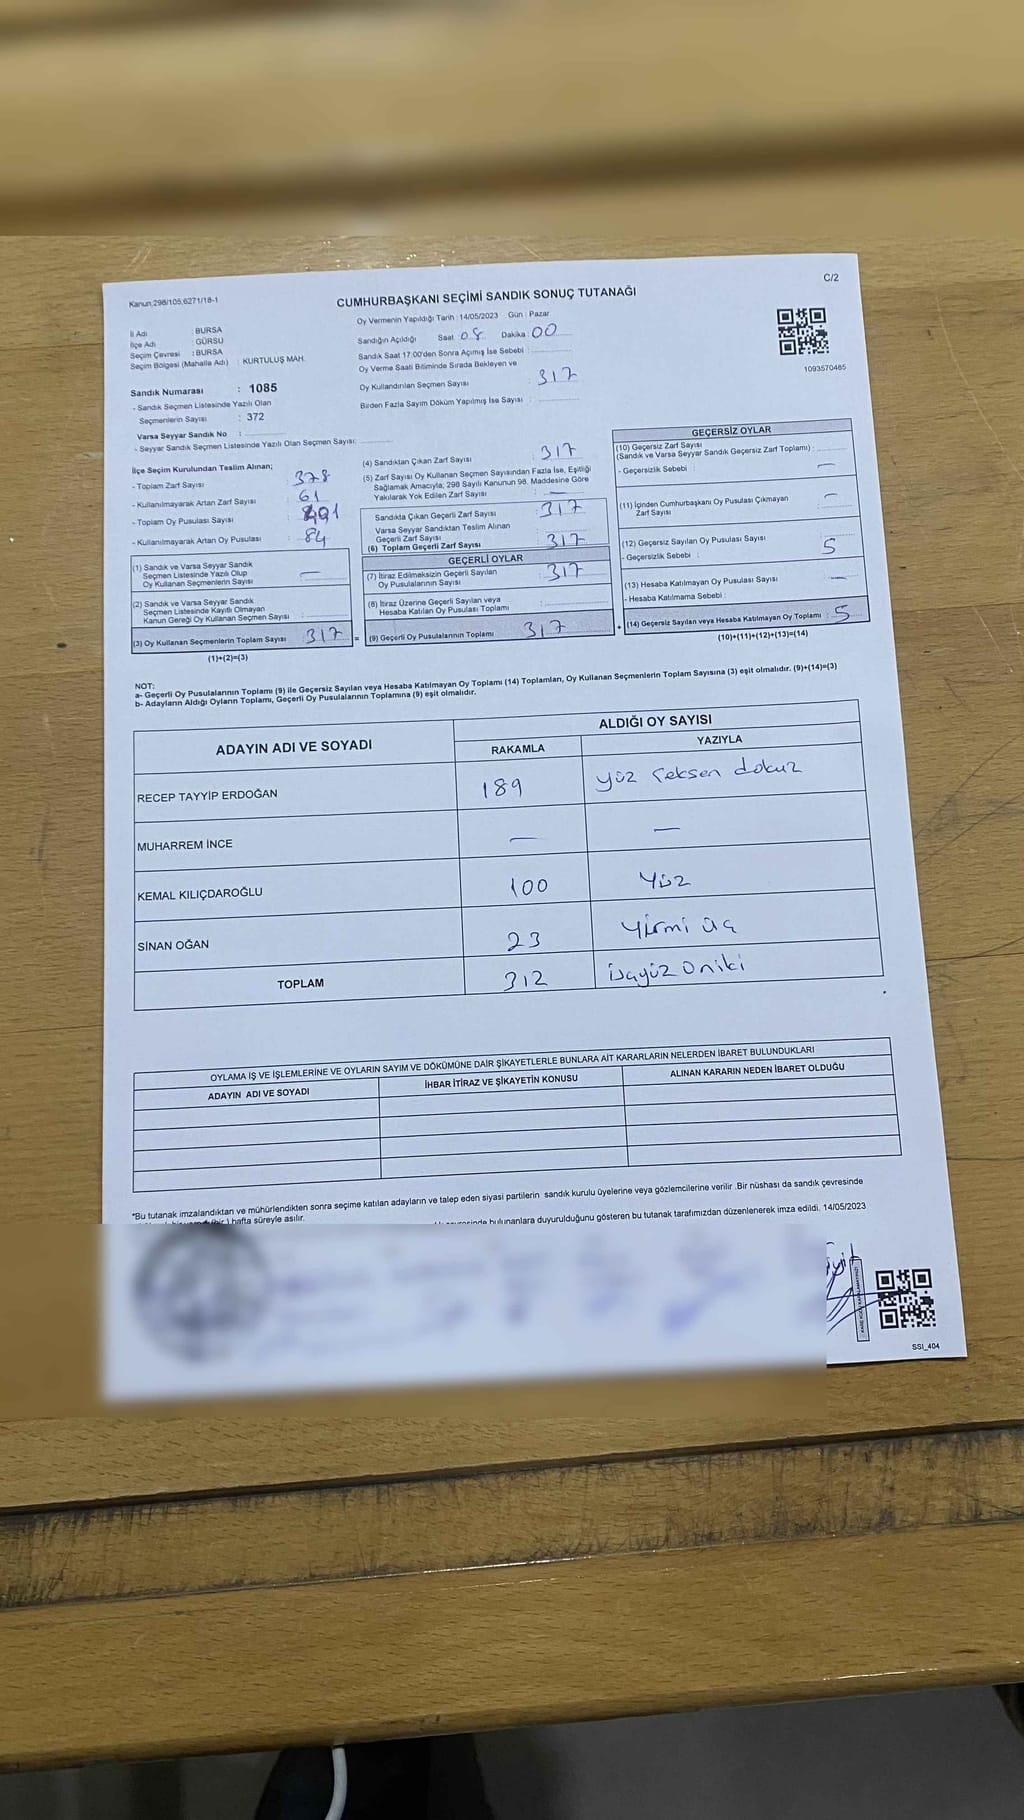 Kanun,298/105,6271/18-1
C/2
CUMHURBAŞKANI SEÇİMİ SANDIK SONUÇ TUTANAĞI
İl Adı : BURSA
İlçe Adı : GÜRSU
Seçim Çevresi : BURSA
Seçim Bölgesi (Mahalle Adı) : KURTULUŞ MAH.
Sandık Numarası : 1085
- Sandık Seçmen Listesinde Yazılı Olan
Seçmenlerin Sayısı : 372
Varsa Seyyar Sandık No :
- Seyyar Sandık Seçmen Listesinde Yazılı Olan Seçmen Sayısı:
Oy Vermenin Yapıldığı Tarih : 14/05/2023 Gün : Pazar
Sandığın Açıldığı Saat 08 Dakika : 00
Sandık Saat 17:00'den Sonra Açımış İse Sebebi :
Oy Verme Saati Bitiminde Sırada Bekleyen ve
Oy Kullandırılan Seçmen Sayısı : 317
Birden Fazla Sayım Döküm Yapılmış İse Sayısı :
1093570465
İlçe Seçim Kurulundan Teslim Alınan;
- Toplam Zarf Sayısı : 378
- Kullanılmayarak Artan Zarf Sayısı : 61
- Toplam Oy Pusulası Sayısı : 401
- Kullanılmayarak Artan Oy Pusulası : 84
(1) Sandık ve Varsa Seyyar Sandık
Seçmen Listesinde Yazılı Olup
Oy Kullanan Seçmenlerin Sayısı : —
(2) Sandık ve Varsa Seyyar Sandık
Seçmen Listesinde Kayıtlı Olmayan
Kanun Gereği Oy Kullanan Seçmen Sayısı :
(3) Oy Kullanan Seçmenlerin Toplam Sayısı : 317 =
(1)+(2)=(3)
(4) Sandıktan Çıkan Zarf Sayısı : 317
(5) Zarf Sayısı Oy Kullanan Seçmen Sayısından Fazla İse, Eşitliği
Sağlamak Amacıyla; 298 Sayılı Kanunun 98. Maddesine Göre
Yakılarak Yok Edilen Zarf Sayısı : —
Sandıkta Çıkan Geçerli Zarf Sayısı : 317
Varsa Seyyar Sandıktan Teslim Alınan
Geçerli Zarf Sayısı
(6) Toplam Geçerli Zarf Sayısı : 317
GEÇERLİ OYLAR
(7) İtiraz Edilmeksizin Geçerli Sayılan
Oy Pusulalarının Sayısı : 317
(8) İtiraz Üzerine Geçerli Sayılan veya
Hesaba Katılan Oy Pusulası Toplamı :
(9) Geçerli Oy Pusulalarının Toplamı : 317 +
GEÇERSİZ OYLAR
(10) Geçersiz Zarf Sayısı
(Sandık ve Varsa Seyyar Sandık Geçersiz Zarf Toplamı) :
- Geçersizlik Sebebi : —
(11) İçinden Cumhurbaşkanı Oy Pusulası Çıkmayan
Zarf Sayısı : —
(12) Geçersiz Sayılan Oy Pusulası Sayısı : 5
- Geçersizlik Sebebi :
(13) Hesaba Katılmayan Oy Pusulası Sayısı : —
- Hesaba Katılmama Sebebi :
(14) Geçersiz Sayılan veya Hesaba Katılmayan Oy Toplamı : 5
(10)+(11)+(12)+(13)=(14)
NOT:
a- Geçerli Oy Pusulalarının Toplamı (9) ile Geçersiz Sayılan veya Hesaba Katılmayan Oy Toplamı (14) Toplamları, Oy Kullanan Seçmenlerin Toplam Sayısına (3) eşit olmalıdır. (9)+(14)=(3)
b- Adayların Aldığı Oyların Toplamı, Geçerli Oy Pusulalarının Toplamına (9) eşit olmalıdır.
ADAYIN ADI VE SOYADI
ALDIĞI OY SAYISI
RAKAMLA YAZIYLA
RECEP TAYYİP ERDOĞAN 189 yüz seksen dokuz
MUHARREM İNCE — —
KEMAL KILIÇDAROĞLU 100 yüz
SİNAN OĞAN 23 yirmi üç
TOPLAM 312 üçyüz oniki
OYLAMA İŞ VE İŞLEMLERİNE VE OYLARIN SAYIM VE DÖKÜMÜNE DAİR ŞİKAYETLERLE BUNLARA AİT KARARLARIN NELERDEN İBARET BULUNDUKLARI
ADAYIN ADI VE SOYADI İHBAR İTİRAZ VE ŞİKAYETİN KONUSU ALINAN KARARIN NEDEN İBARET OLDUĞU
*Bu tutanak imzalandıktan ve mühürlendikten sonra seçime katılan adayların ve talep eden siyasi partilerin sandık kurulu üyelerine veya gözlemcilerine verilir .Bir nüshası da sandık çevresinde
hafta süreyle asılır.
bulunanlara duyurulduğunu gösteren bu tutanak tarafımızdan düzenlenerek imza edildi. 14/05/2023
SSI_404